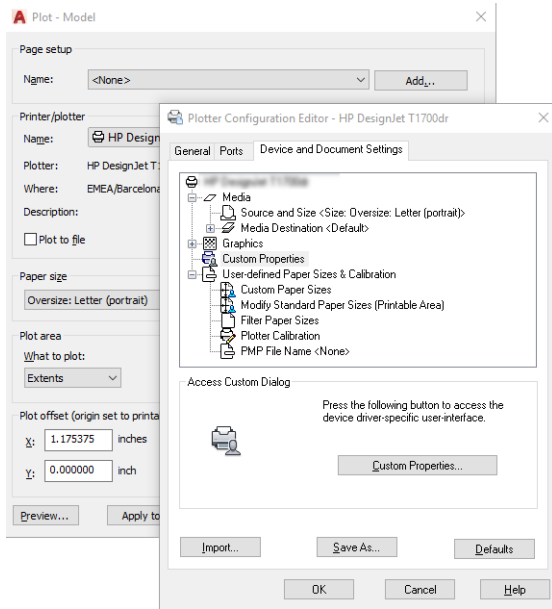 A Plot - Model
Page setup
Name:
<None>
Add...
Printer/plotter
Name:
HP Design
Plotter:
HP DesignJet T1
Where:
EMEA/Barcelona
Description:
Plot to file
Paper size
Oversize: Letter (portrait)
Plot area
What to plot:
Extents
Plot offset (origin set to printa
X:
1.175375
inches
Y:
0.000000
inch
Preview...
Apply to
Plotter Configuration Editor - HP DesignJet T1700dr
General
Ports
Device and Document Settings
HP Designjet T1700dr
Media
Source and Size <Size: Oversize: Letter (portrait)>
Media Destination <Default>
Graphics
Custom Properties
User-defined Paper Sizes & Calibration
Custom Paper Sizes
Modify Standard Paper Sizes (Printable Area)
Filter Paper Sizes
Plotter Calibration
PMP File Name <None>
Access Custom Dialog
Press the following button to access the
device driver-specific user-interface.
Custom Properties...
Import...
Save As...
Defaults
OK
Cancel
Help